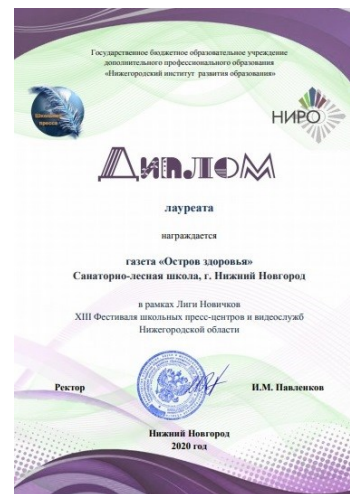 Государственное бюджетное образовательное учреждение
дополнительного профессионального образования
«Нижегородский институт развития образования»
Школьная
пресса
НИРО
Диплом
лауреата
награждается
газета «Остров здоровья»
Санаторно-лесная школа, г. Нижний Новгород
в рамках Лиги Новичков
XIII Фестиваля школьных пресс-центров и видеослужб
Нижегородской области
Ректор
И.М. Павленков
Нижний Новгород
2020 год